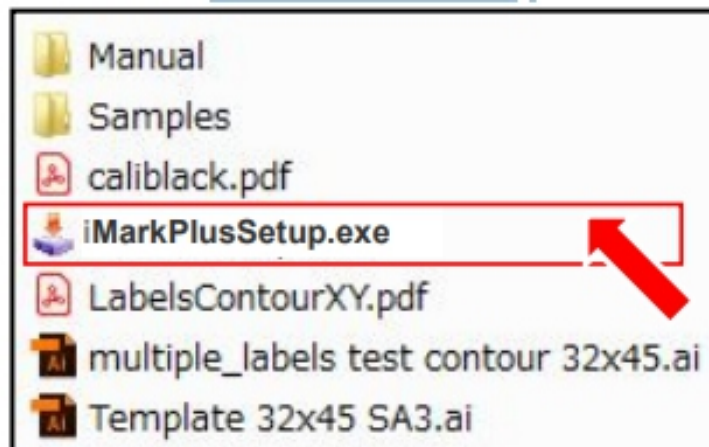 Manual
Samples
caliblack.pdf
iMarkPlusSetup.exe
LabelsContourXY.pdf
multiple_labels test contour 32x45.ai
Template 32x45 SA3.ai